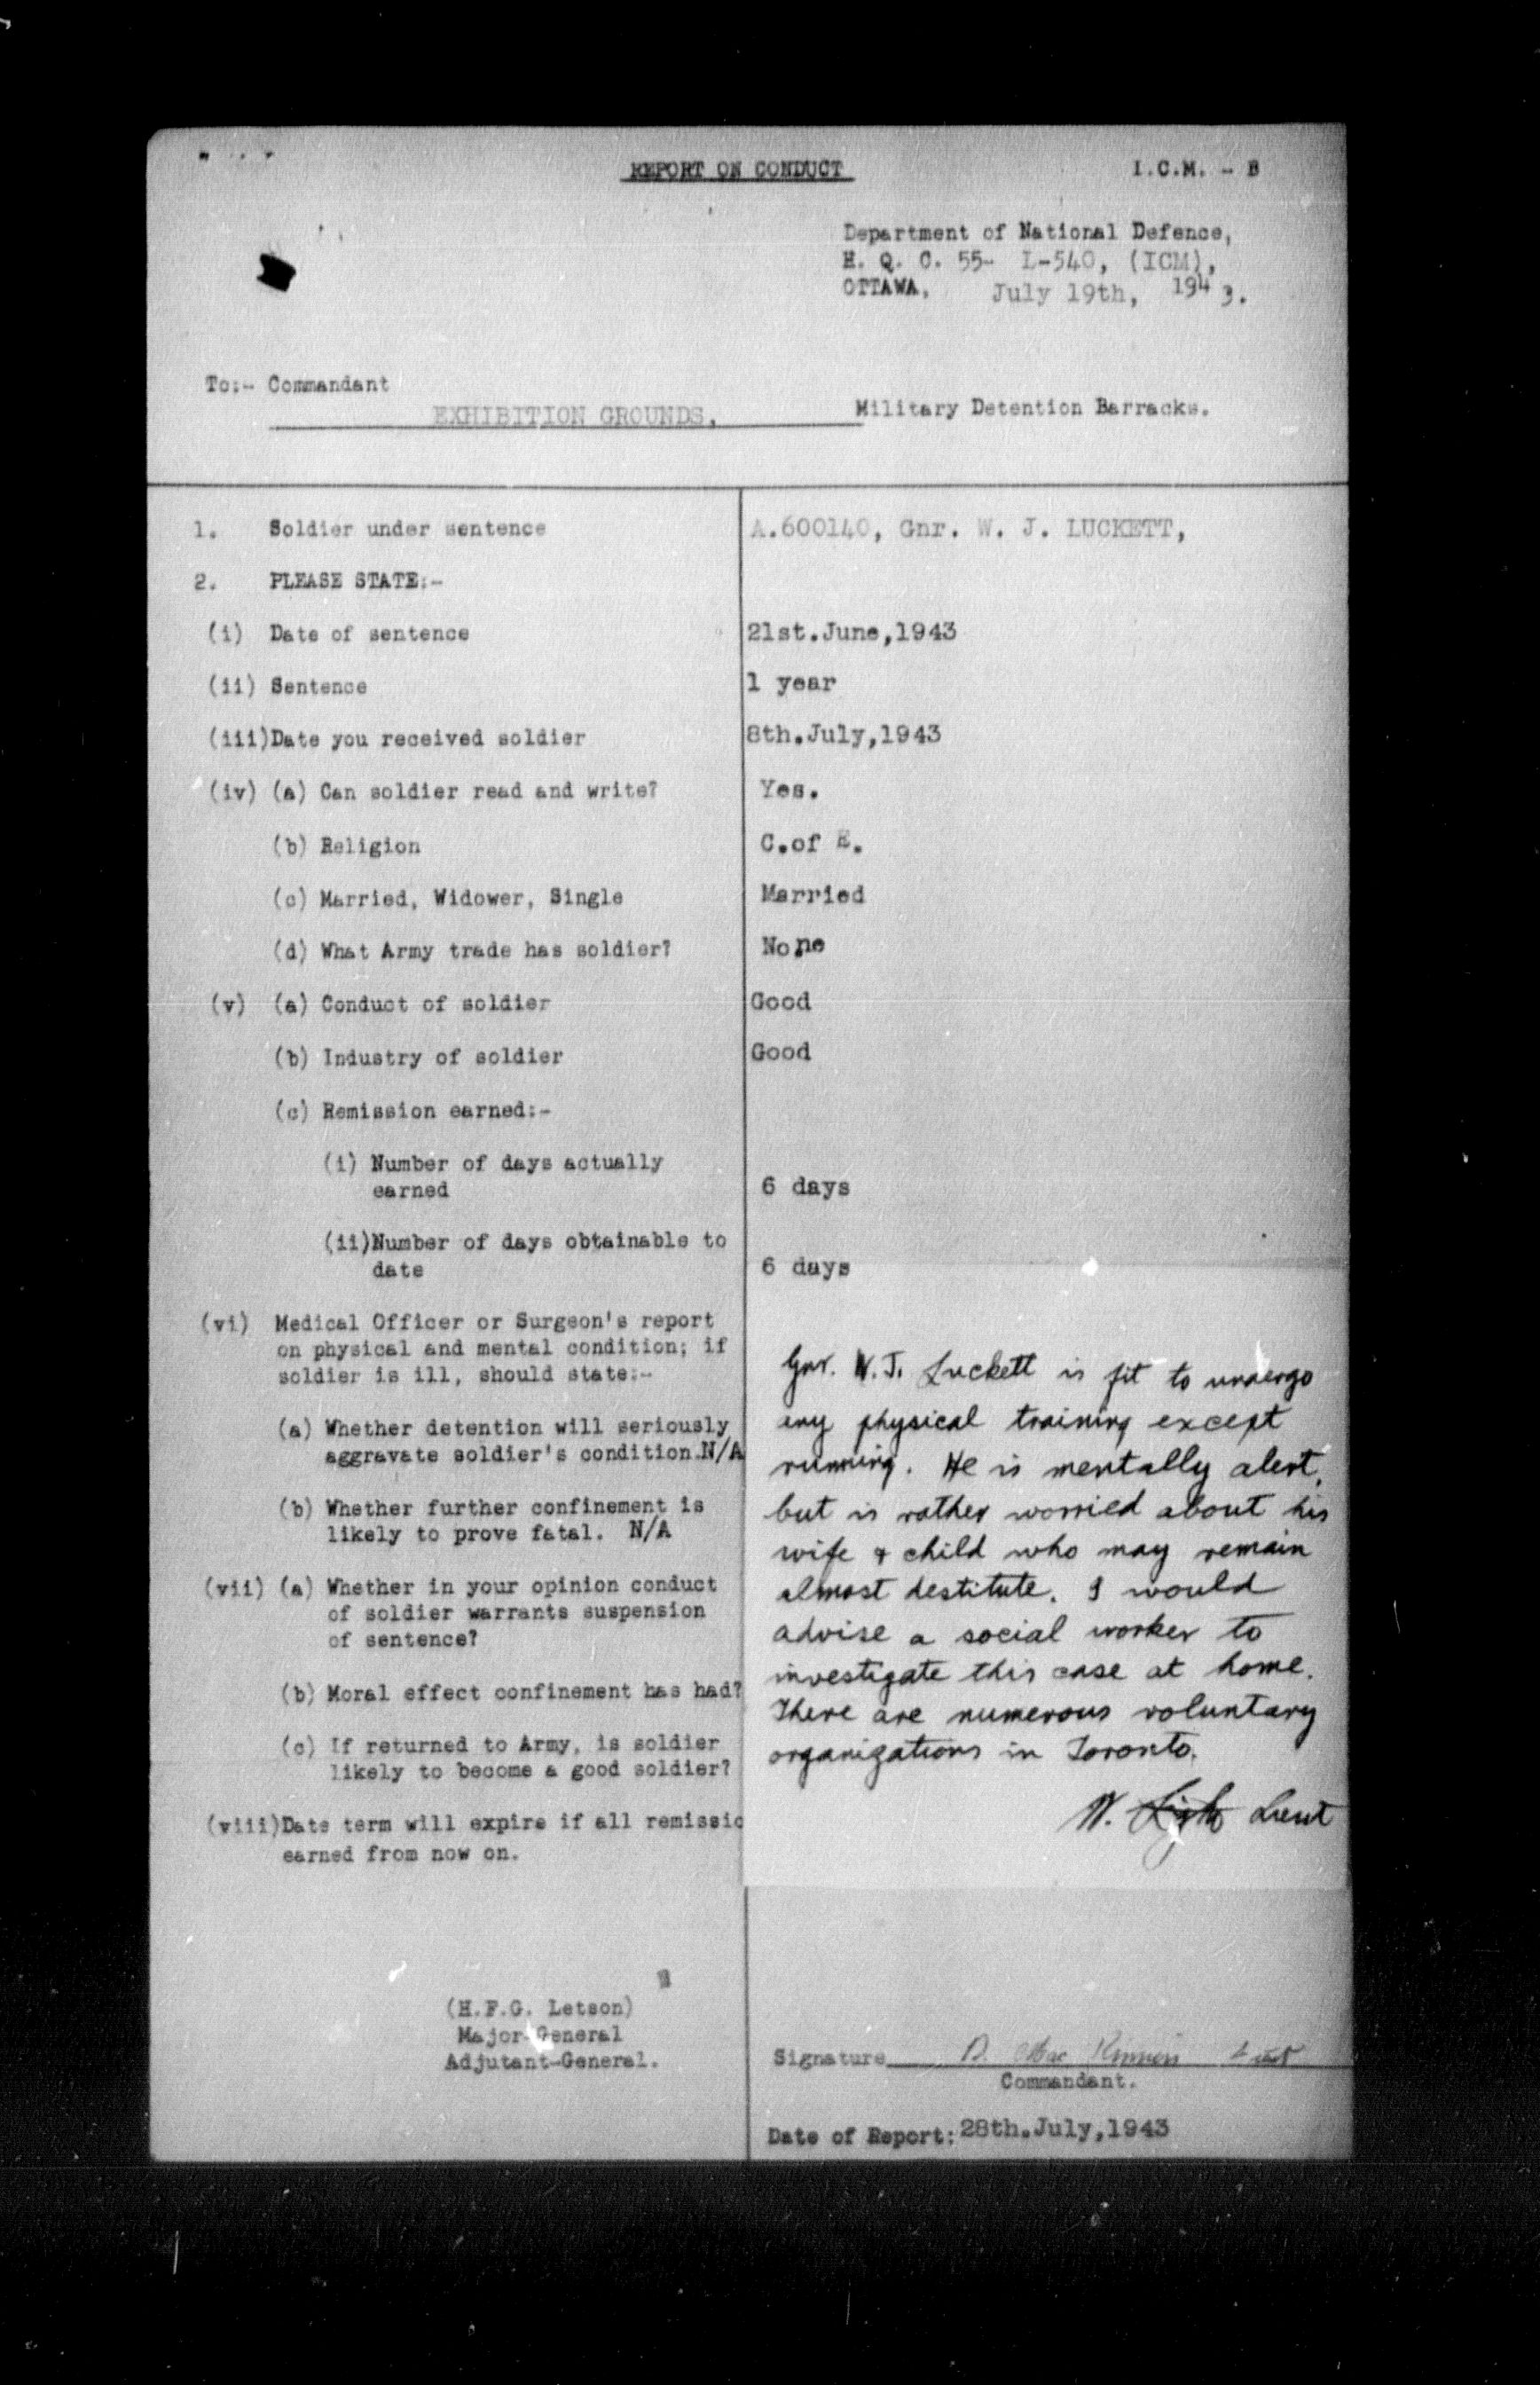 REPORT ON CONDUCT
I.C.M. - B
Department of National Defence,
H. Q. C. 55- L-540, (ICM),
OTTAWA, July 19th, 1943.
To:- Commandant
EXHIBITION GROUNDS, Military Detention Barracks.
1. Soldier under sentence A.600140, Gnr. W. J. LUCKETT,
2. PLEASE STATE:-
(i) Date of sentence 21st.June,1943
(ii) Sentence 1 year
(iii)Date you received soldier 8th.July,1943
(iv) (a) Can soldier read and write? Yes.
(b) Religion C.of E.
(c) Married, Widower, Single Married
(d) What Army trade has soldier? None
(v) (a) Conduct of soldier Good
(b) Industry of soldier Good
(c) Remission earned:-
(i) Number of days actually
earned 6 days
(ii)Number of days obtainable to
date 6 days
(vi) Medical Officer or Surgeon's report
on physical and mental condition; if
soldier is ill, should state:-
(a) Whether detention will seriously
aggravate soldier's condition.N/A
(b) Whether further confinement is
likely to prove fatal. N/A
(vii) (a) Whether in your opinion conduct
of soldier warrants suspension
of sentence?
(b) Moral effect confinement has had?
(c) If returned to Army, is soldier
likely to become a good soldier?
(viii)Date term will expire if all remissio
earned from now on.
Gnr. W.J. Luckett is fit to undergo
any physical training except
running. He is mentally alert,
but is rather worried about his
wife & child who may remain
almost destitute. I would
advise a social worker to
investigate this case at home.
There are numerous voluntary
organizations in Toronto.
W. Lieut
(H.F.G. Letson)
Major-General
Adjutant-General.
Signature D. Mac Lieut
Commandant.
Date of Report: 28th.July,1943